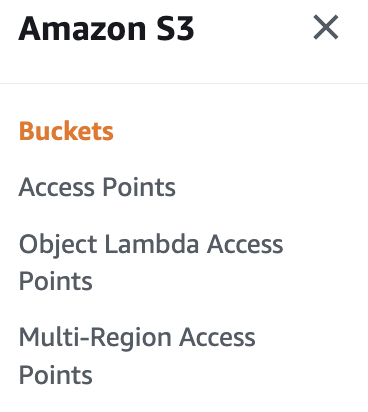 Amazon S3
Buckets
Access Points
Object Lambda Access
Points
Multi-Region Access
Points